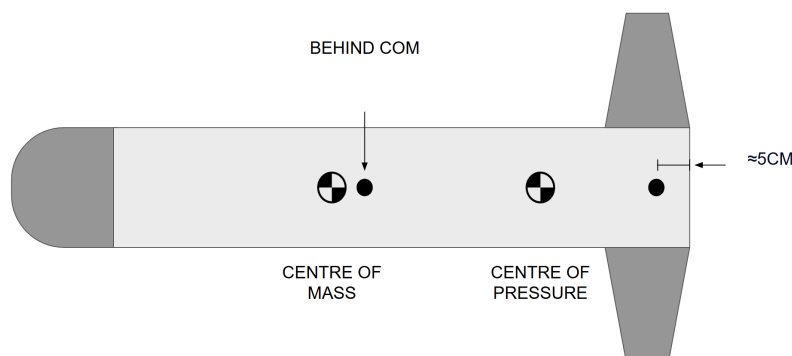 BEHIND COM
≈5CM
CENTRE OF
MASS
CENTRE OF
PRESSURE